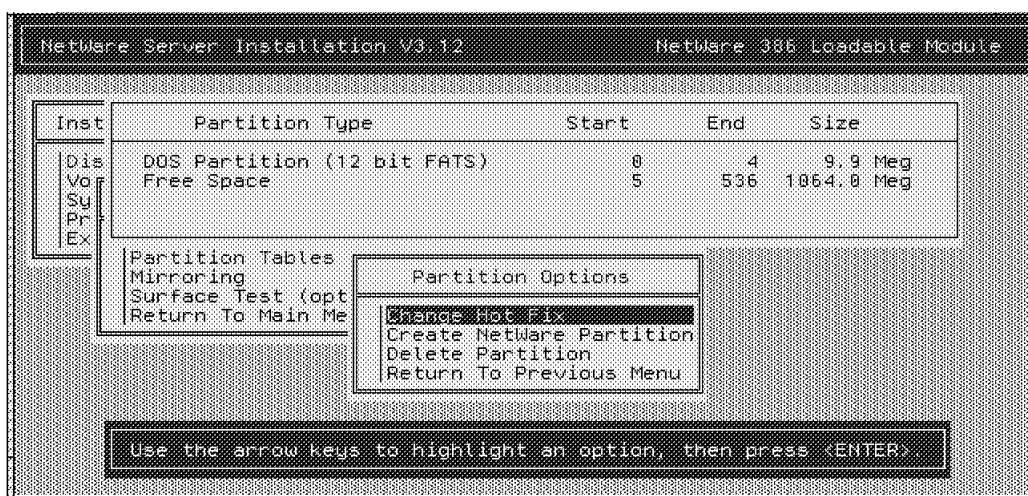 NetWare Server Installation V3.12 NetWare 386 Loadable Module
Inst
Partition Type Start End Size
Dis
DOS Partition (12 bit FATS) 0 4 9.9 Meg
Vo
Free Space 5 536 1064.0 Meg
Sy
Pr
Ex
Partition Tables
Mirroring
Surface Test (opt
Return To Main Me
Partition Options
Change Hot Fix
Create NetWare Partition
Delete Partition
Return To Previous Menu
Use the arrow keys to highlight an option, then press <ENTER>.